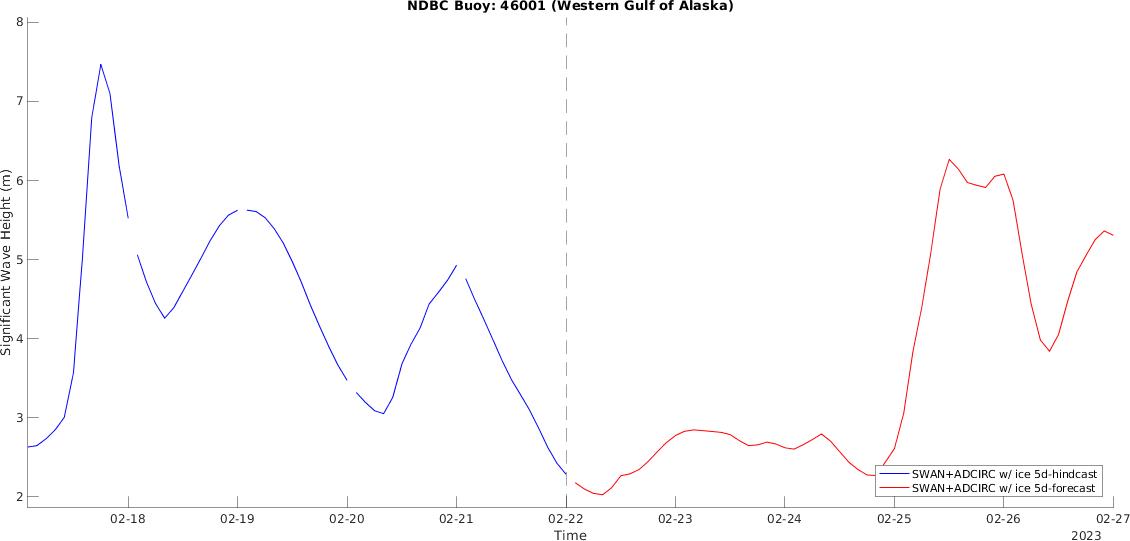 NDBC Buoy: 46001 (Western Gulf of Alaska)
Significant Wave Height (m)
8
7
6
5
4
3
2
SWAN+ADCIRC w/ ice 5d-hindcast
SWAN+ADCIRC w/ ice 5d-forecast
02-18 02-19 02-20 02-21 02-22 02-23 02-24 02-25 02-26 02-27
Time
2023